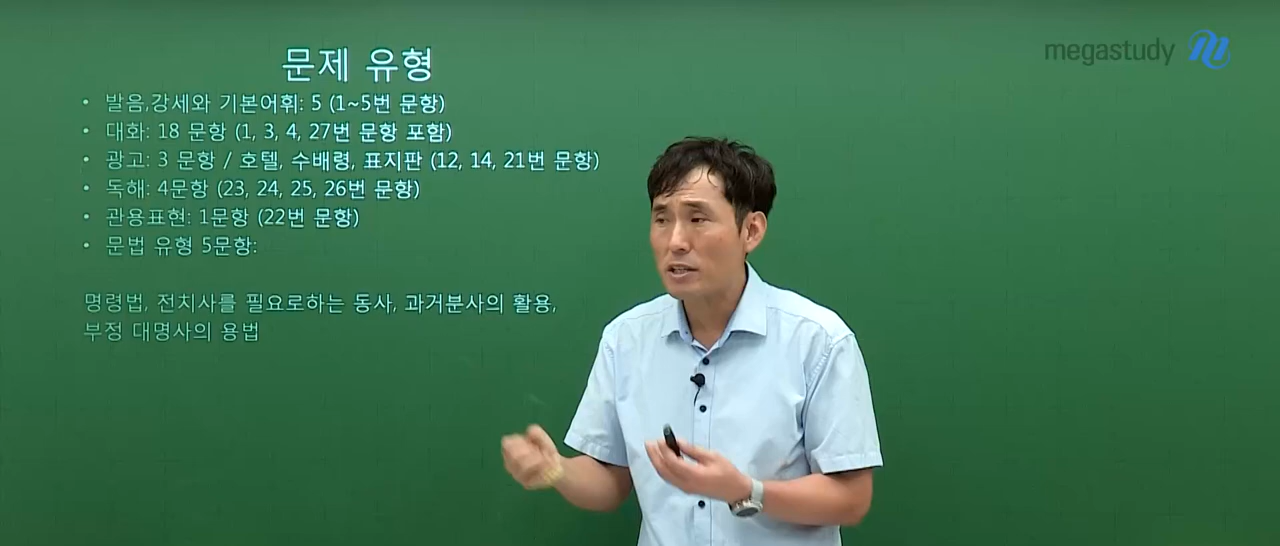 문제 유형
megastudy
• 발음,강세와 기본어휘: 5 (1~5번 문항)
• 대화: 18 문항 (1, 3, 4, 27번 문항 포함)
• 광고: 3 문항 / 호텔, 수배령, 표지판 (12, 14, 21번 문항)
• 독해: 4문항 (23, 24, 25, 26번 문항)
• 관용표현: 1문항 (22번 문항)
• 문법 유형 5문항:
명령법, 전치사를 필요로하는 동사, 과거분사의 활용,
부정 대명사의 용법